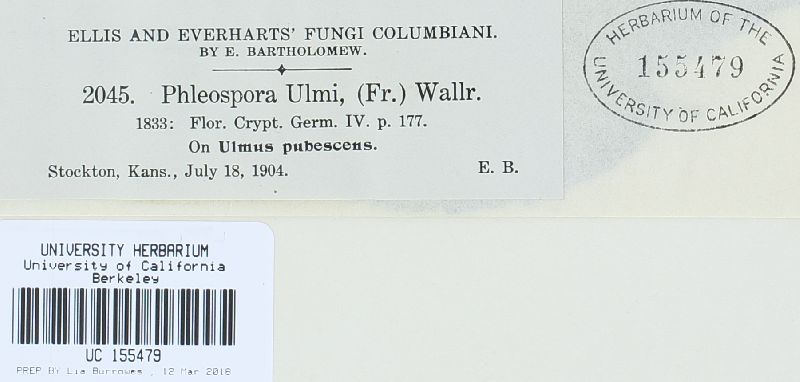 ELLIS AND EVERHARTS' FUNGI COLUMBIANI.
BY E. BARTHOLOMEW.
2045. Phleospora Ulmi, (Fr.) Wallr.
1833: Flor. Crypt. Germ. IV. p. 177.
On Ulmus pubescens.
Stockton, Kans., July 18, 1904. E. B.
HERBARIUM OF THE
155479
UNIVERSITY OF CALIFORNIA
UNIVERSITY HERBARIUM
University of California
Berkeley
UC 155479
PREP BY Lia Burrowes , 12 Mar 2018